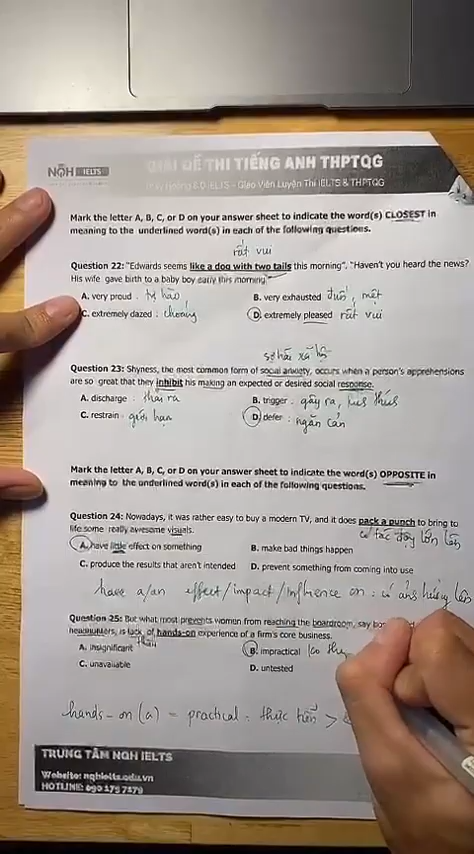 NQH IELTS
GIẢI ĐỀ THI TIẾNG ANH THPTQG
IELTS - Giáo Viên Luyện Thi IELTS & THPTQG
Mark the letter A, B, C, or D on your answer sheet to indicate the word(s) CLOSEST in
meaning to the underlined word(s) in each of the following questions.
rất vui
Question 22: "Edwards seems like a dog with two tails this morning". "Haven't you heard the news?
His wife gave birth to a baby boy early this morning"
A. very proud : tự hào
B. very exhausted đuối, mệt
C. extremely dazed : choáng
D. extremely pleased rất vui
sợ hãi xã hội
Question 23: Shyness, the most common form of social anxiety, occurs when a person's apprehensions
are so great that they inhibit his making an expected or desired social response.
A. discharge : thải ra
B. trigger : gây ra, kích thích
C. restrain : giới hạn
D. defer : ngăn cản
Mark the letter A, B, C, or D on your answer sheet to indicate the word(s) OPPOSITE in
meaning to the underlined word(s) in each of the following questions.
Question 24: Nowadays, it was rather easy to buy a modern TV, and it does pack a punch to bring to
life some really awesome visuals.
có tác động lớn lên
A. have little effect on something
B. make bad things happen
C. produce the results that aren't intended
D. prevent something from coming into use
have a/an effect/impact/influence on : có ảnh hưởng lên
Question 25: But what most prevents women from reaching the boardroom, say
headhunters, is lack of hands-on experience of a firm's core business.
A. insignificant
B. impractical
C. unavailable
D. untested
hands-on (a) = practical : thực tiễn >
TRUNG TÂM NQH IELTS
Website: nqhielts.edu.vn
HOTLINE: